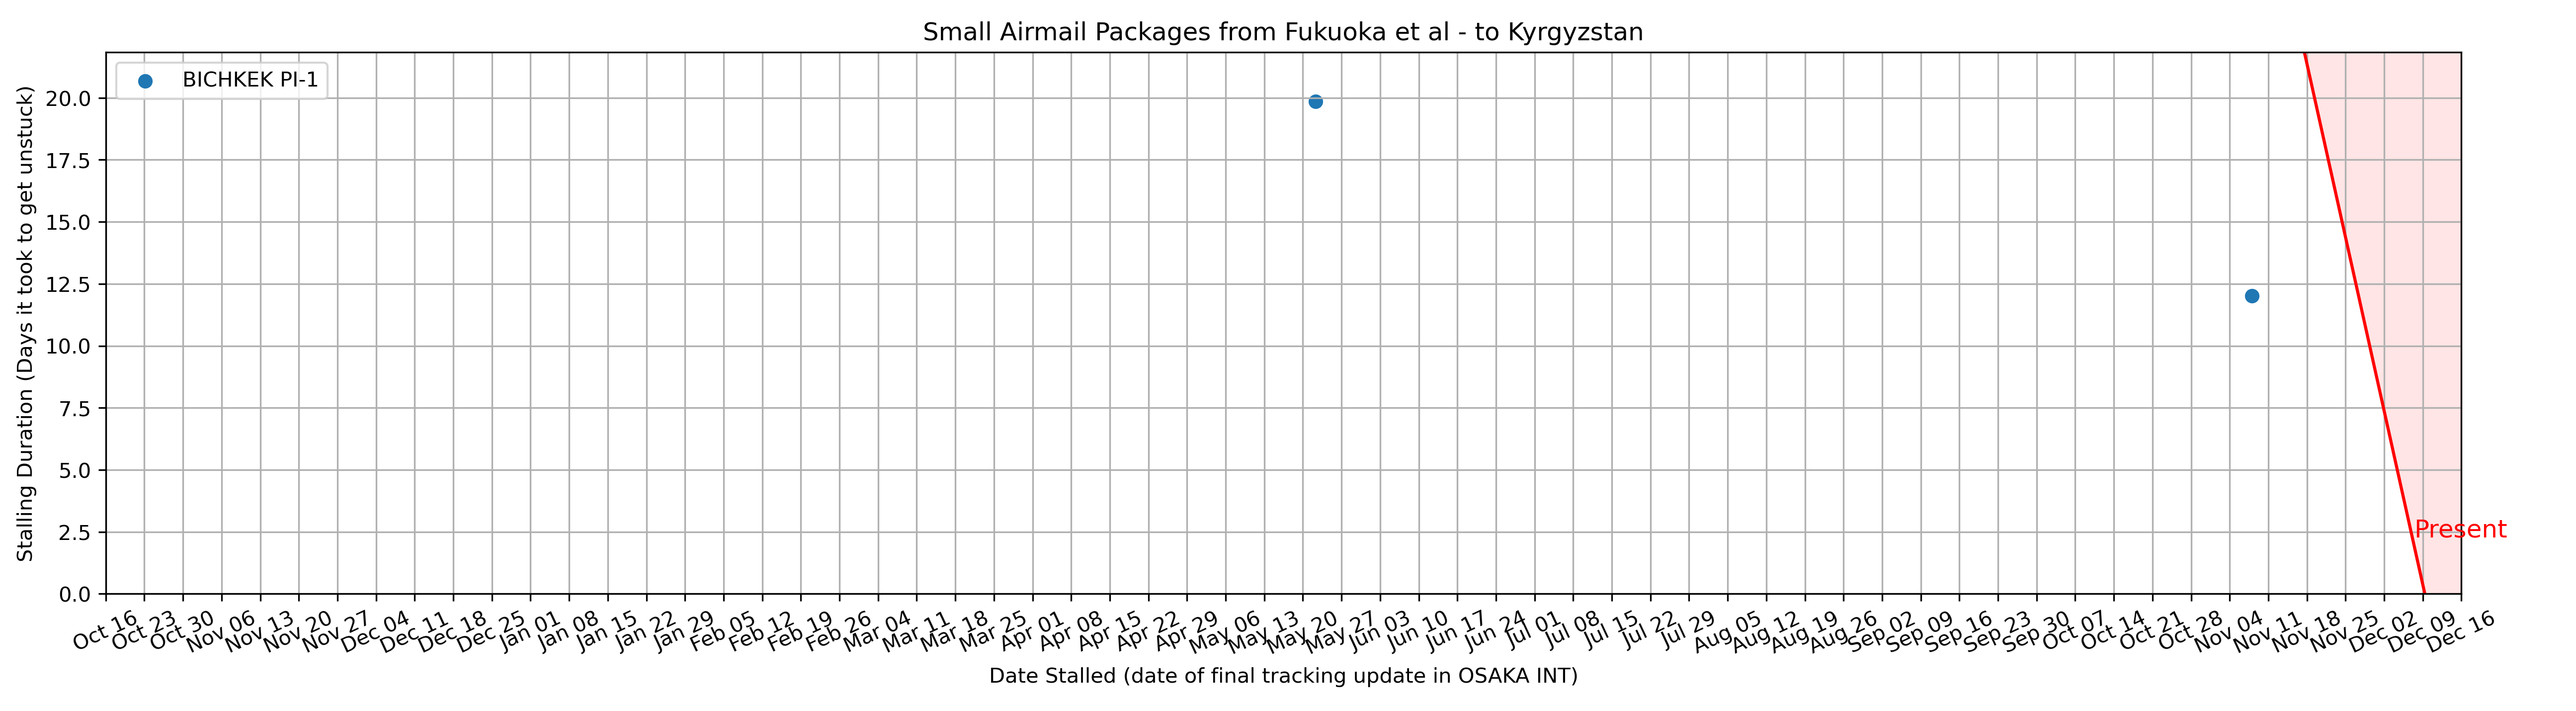 Small Airmail Packages from Fukuoka et al - to Kyrgyzstan
BICHKEK PI-1
Stalling Duration (Days it took to get unstuck)
20.0
17.5
15.0
12.5
10.0
7.5
5.0
2.5
0.0
Present
Oct 16 Oct 23 Oct 30 Nov 06 Nov 13 Nov 20 Nov 27 Dec 04 Dec 11 Dec 18 Dec 25 Jan 01 Jan 08 Jan 15 Jan 22 Jan 29 Feb 05 Feb 12 Feb 19 Feb 26 Mar 04 Mar 11 Mar 18 Mar 25 Apr 01 Apr 08 Apr 15 Apr 22 Apr 29 May 06 May 13 May 20 May 27 Jun 03 Jun 10 Jun 17 Jun 24 Jul 01 Jul 08 Jul 15 Jul 22 Jul 29 Aug 05 Aug 12 Aug 19 Aug 26 Sep 02 Sep 09 Sep 16 Sep 23 Sep 30 Oct 07 Oct 14 Oct 21 Oct 28 Nov 04 Nov 11 Nov 18 Nov 25 Dec 02 Dec 09 Dec 16
Date Stalled (date of final tracking update in OSAKA INT)